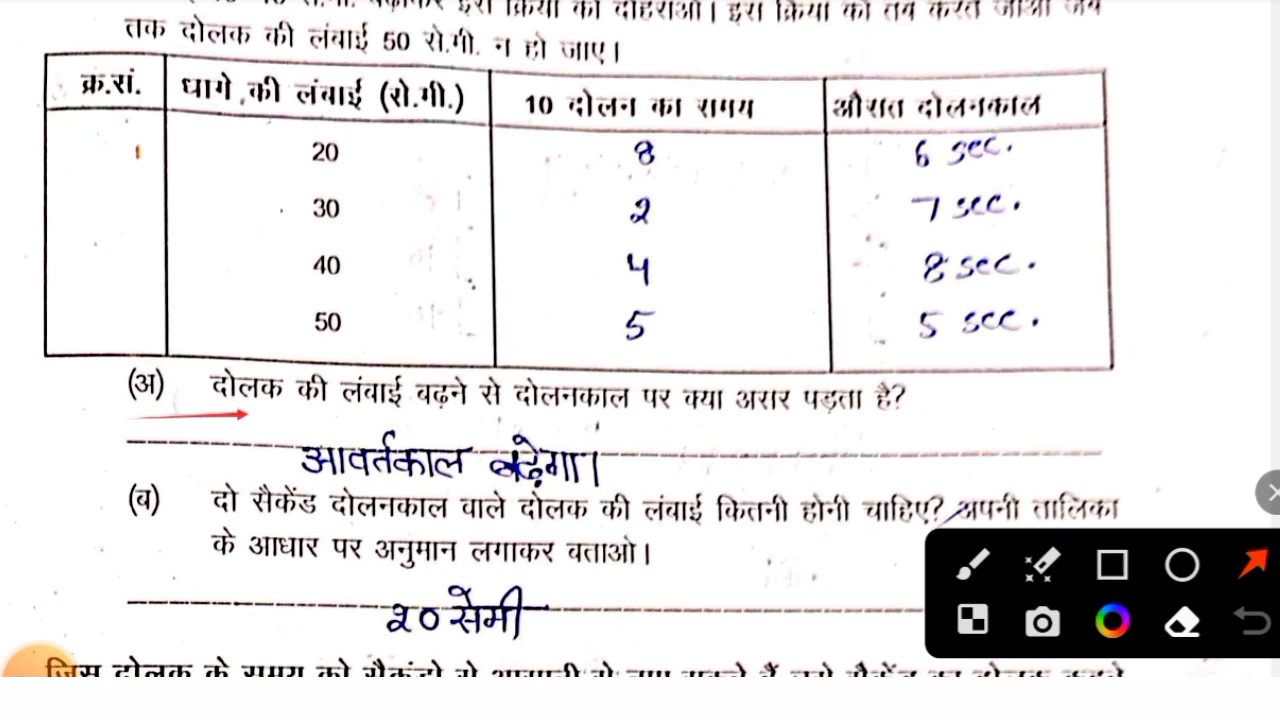 तक दोलक की लंबाई 50 से.मी. न हो जाए।
क्र.सं. धागे की लंबाई (से.मी.) 10 दोलन का समय औसत दोलनकाल
1 20 8 6 sec.
30 2 7 sec.
40 4 8 sec.
50 5 5 sec.
(अ) दोलक की लंबाई बढ़ने से दोलनकाल पर क्या असर पड़ता है?
आवर्तकाल बढ़ेगा।
(ब) दो सैकेंड दोलनकाल वाले दोलक की लंबाई कितनी होनी चाहिए? अपनी तालिका
के आधार पर अनुमान लगाकर बताओ।
२० सेमी